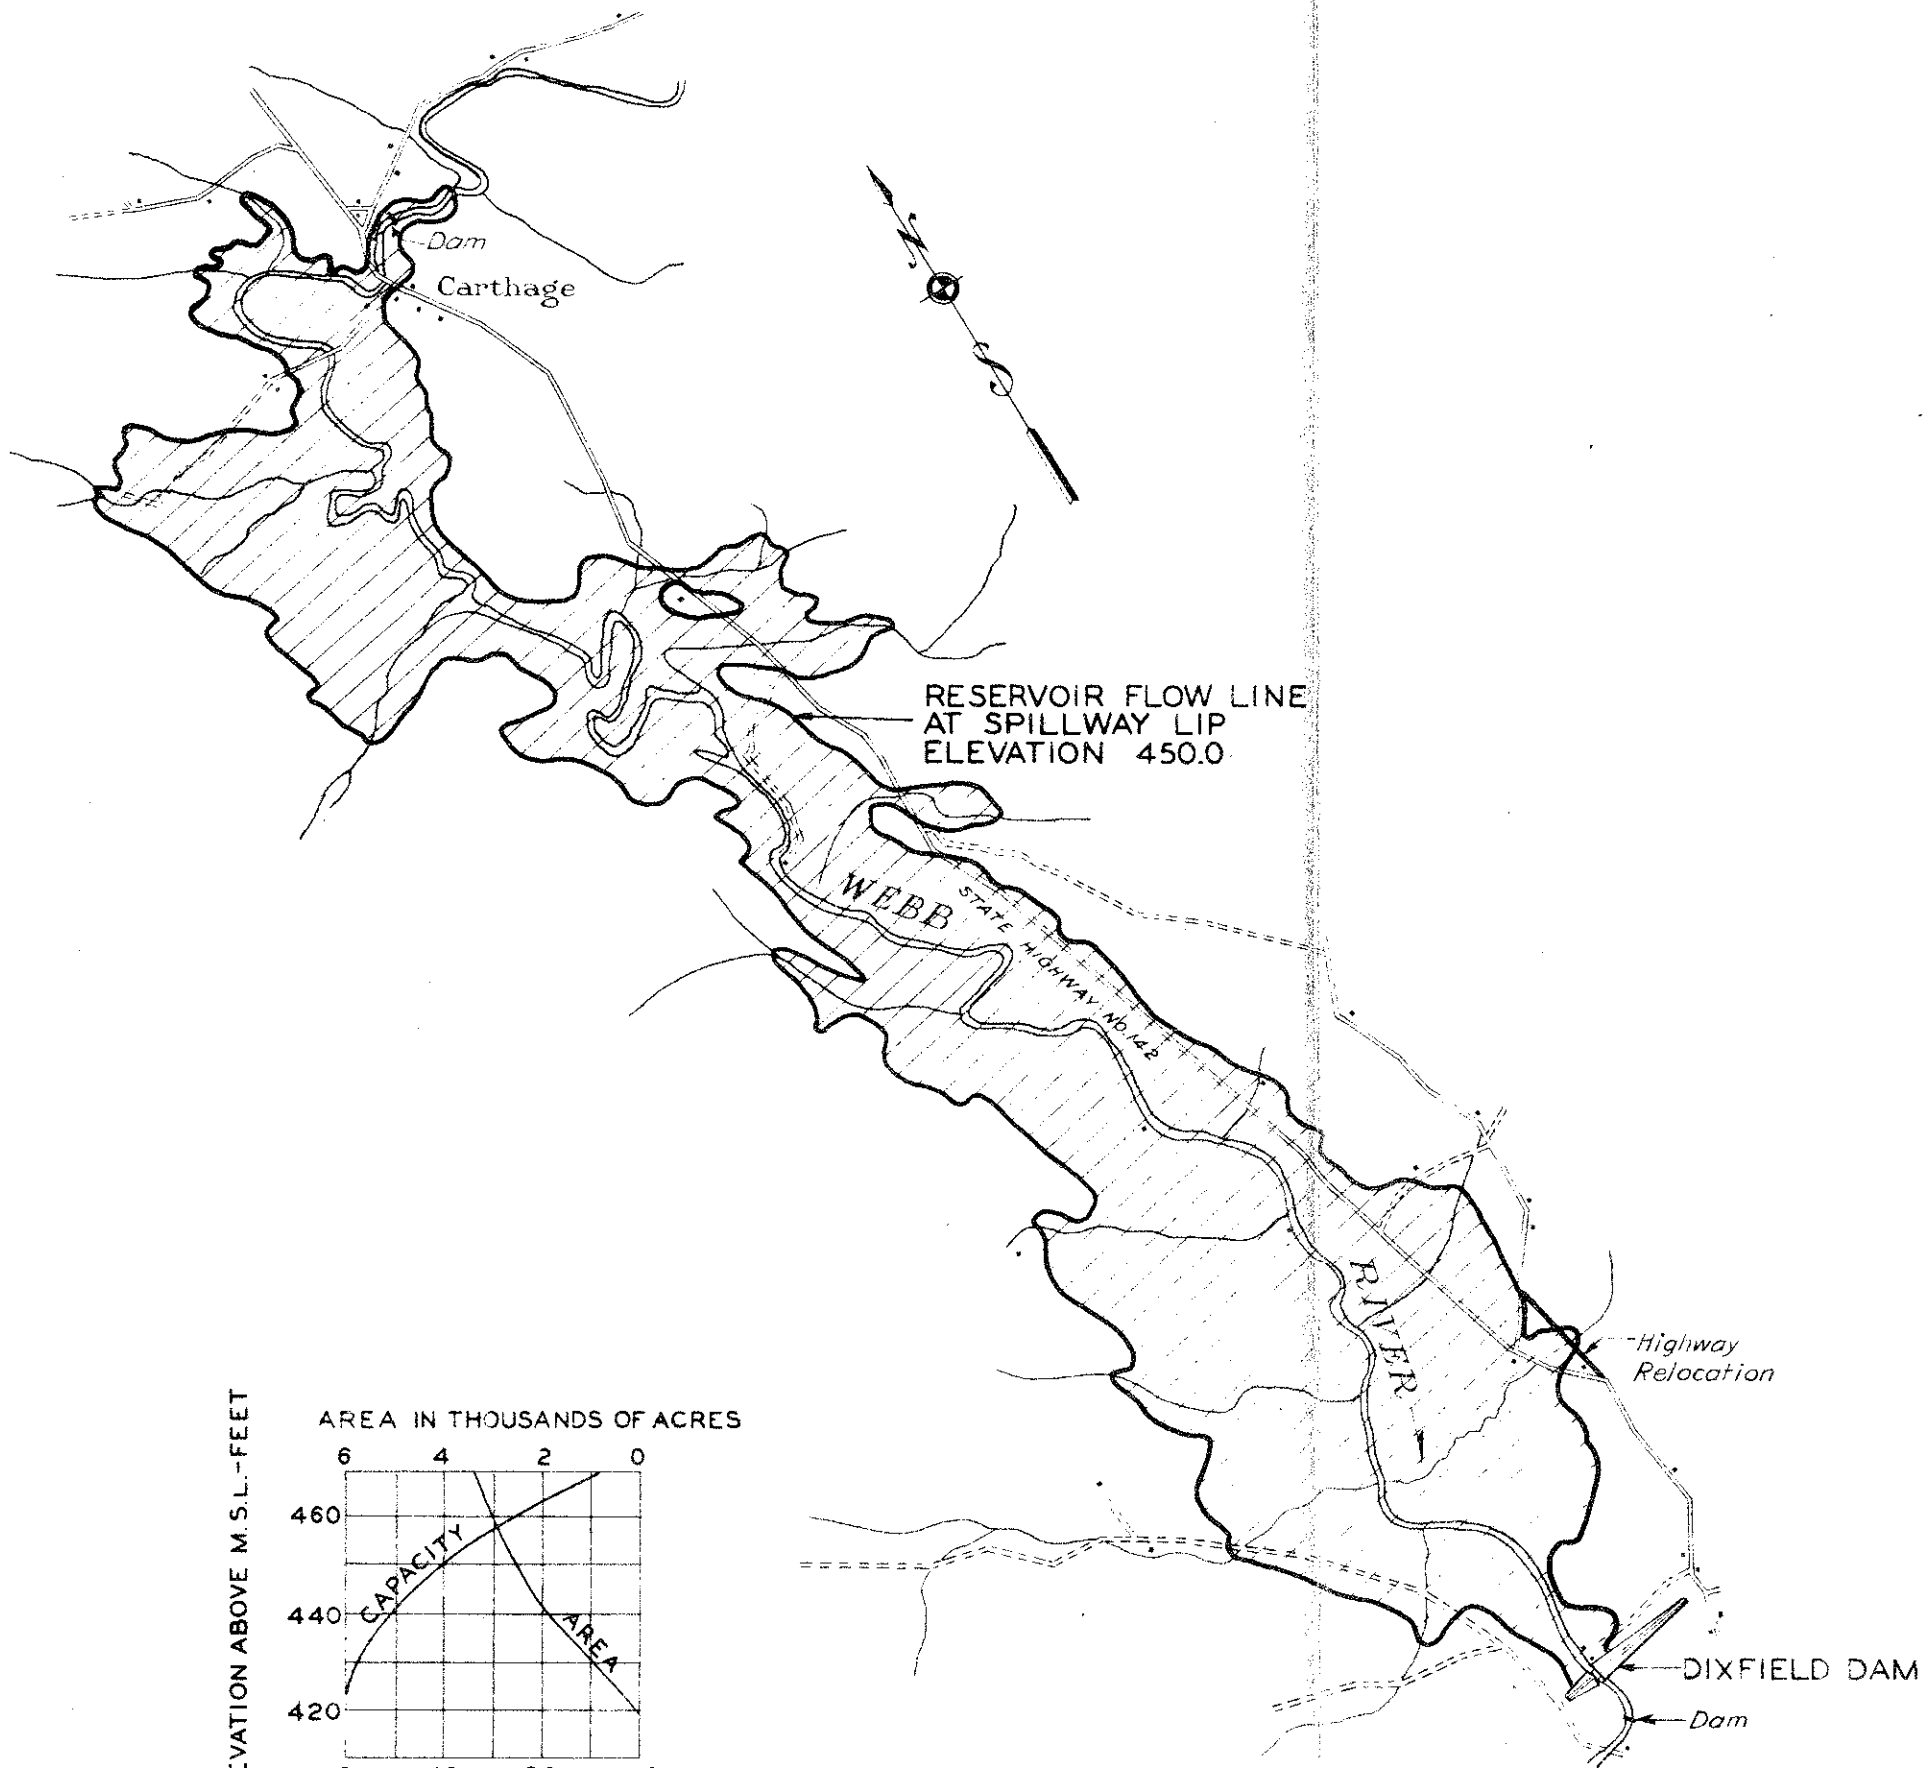 Dam
Carthage
N
S
RESERVOIR FLOW LINE
AT SPILLWAY LIP
ELEVATION 450.0
WEBB
STATE HIGHWAY NO. 142
RIVER
Highway
Relocation
DIXFIELD DAM
Dam
AREA IN THOUSANDS OF ACRES
6 4 2 0
460
440
420
CAPACITY
AREA
EVATION ABOVE M.S.L.-FEET